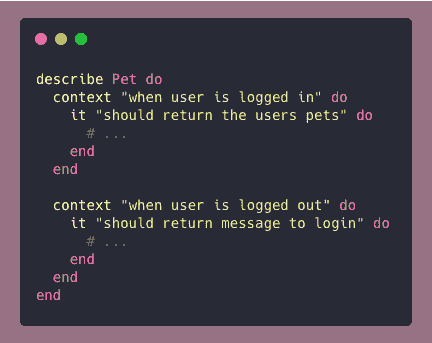 describe Pet do
  context "when user is logged in" do
    it "should return the users pets" do
      # ...
    end
  end

  context "when user is logged out" do
    it "should return message to login" do
      # ...
    end
  end
end